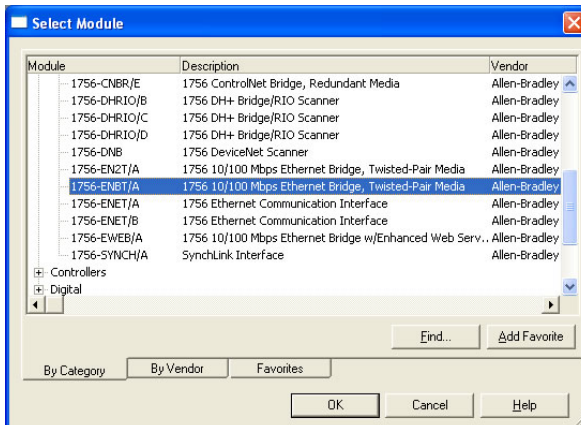 Select Module
Module Description Vendor
1756-CNBR/E 1756 ControlNet Bridge, Redundant Media Allen-Bradley
1756-DHRIO/B 1756 DH+ Bridge/RIO Scanner Allen-Bradley
1756-DHRIO/C 1756 DH+ Bridge/RIO Scanner Allen-Bradley
1756-DHRIO/D 1756 DH+ Bridge/RIO Scanner Allen-Bradley
1756-DNB 1756 DeviceNet Scanner Allen-Bradley
1756-EN2T/A 1756 10/100 Mbps Ethernet Bridge, Twisted-Pair Media Allen-Bradley
1756-ENBT/A 1756 10/100 Mbps Ethernet Bridge, Twisted-Pair Media Allen-Bradley
1756-ENET/A 1756 Ethernet Communication Interface Allen-Bradley
1756-ENET/B 1756 Ethernet Communication Interface Allen-Bradley
1756-EWEB/A 1756 10/100 Mbps Ethernet Bridge w/Enhanced Web Serv.. Allen-Bradley
1756-SYNCH/A SynchLink Interface Allen-Bradley
Controllers
Digital
Find... Add Favorite
By Category By Vendor Favorites
OK Cancel Help